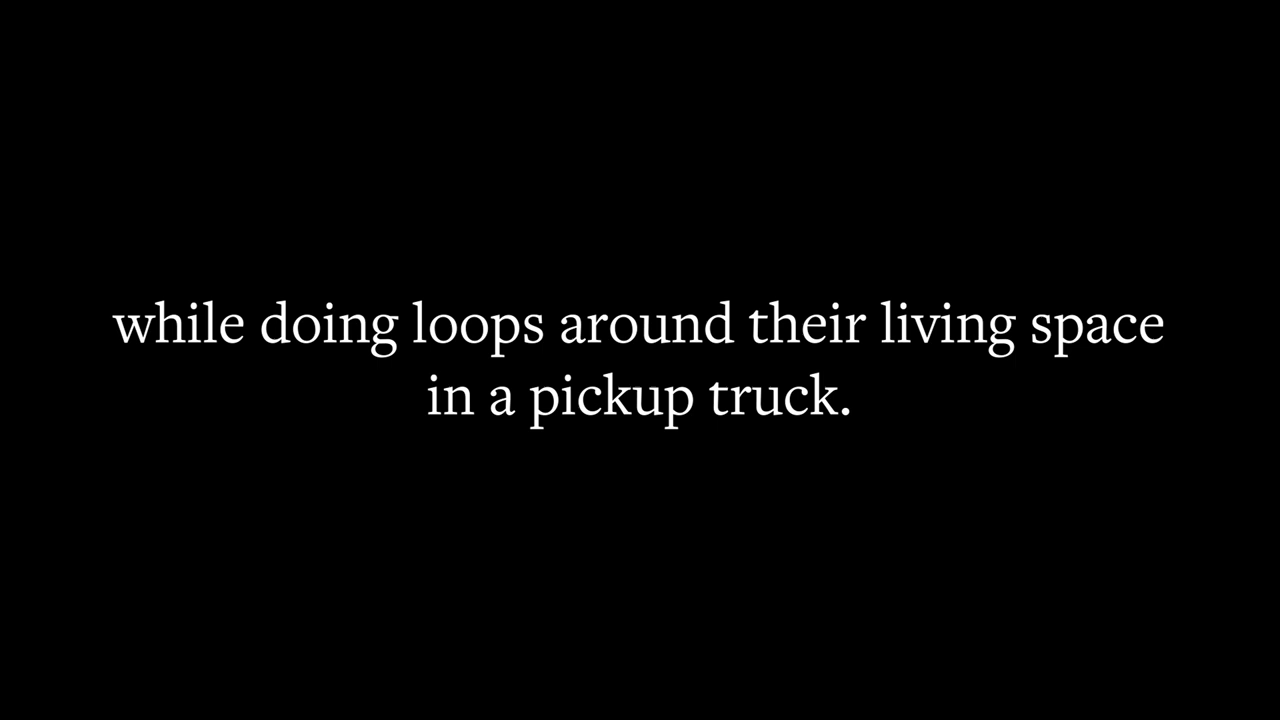 while doing loops around their living space
in a pickup truck.